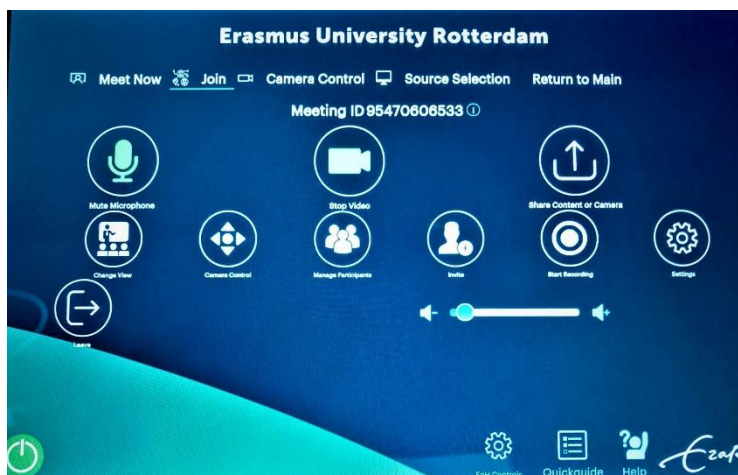 Erasmus University Rotterdam
Meet Now Join Camera Control Source Selection Return to Main
Meeting ID 95470606533
Mute Microphone Stop Video Share Content or Camera
Change View Camera Control Manage Participants Invite Start Recording Settings
Leave
Quickguide Help